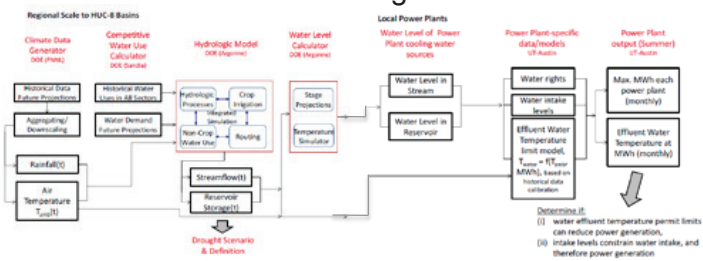 Regional Scale to HUC-8 Basins
Local Power Plants
Climate Data
Generator
DOE (PNNL)
Competitive
Water Use
Calculator
DOE (Sandia)
Hydrologic Model
DOE (Argonne)
Water Level
Calculator
DOE (Argonne)
Water Level of Power
Plant cooling water
sources
Power Plant-specific
data/models
UT-Austin
Power Plant
output (Summer)
UT-Austin
Historical Data
Future Projections
Aggregating/
Downscaling
Rainfall(t)
Air
Temperature
Historical Water
Uses in All Sectors
Water Demand
Future Projections
Hydrologic
Processes
Crop
Irrigation
Integrated
Simulation
Non-Crop
Water Use
Routing
Streamflow(t)
Reservoir
Storage(t)
Drought Scenario
& Definition
Stage
Projections
Temperature
Simulator
Water Level in
Stream
Water Level in
Reservoir
Water rights
Water intake
levels
Effluent Water
Temperature
limit model,
MWh), based on
historical data
calibration
Max. MWh each
power plant
(monthly)
Effluent Water
Temperature at
MWh (monthly)
Determine if:
(i) water effluent temperature permit limits
can reduce power generation,
(ii) intake levels constrain water intake, and
therefore power generation